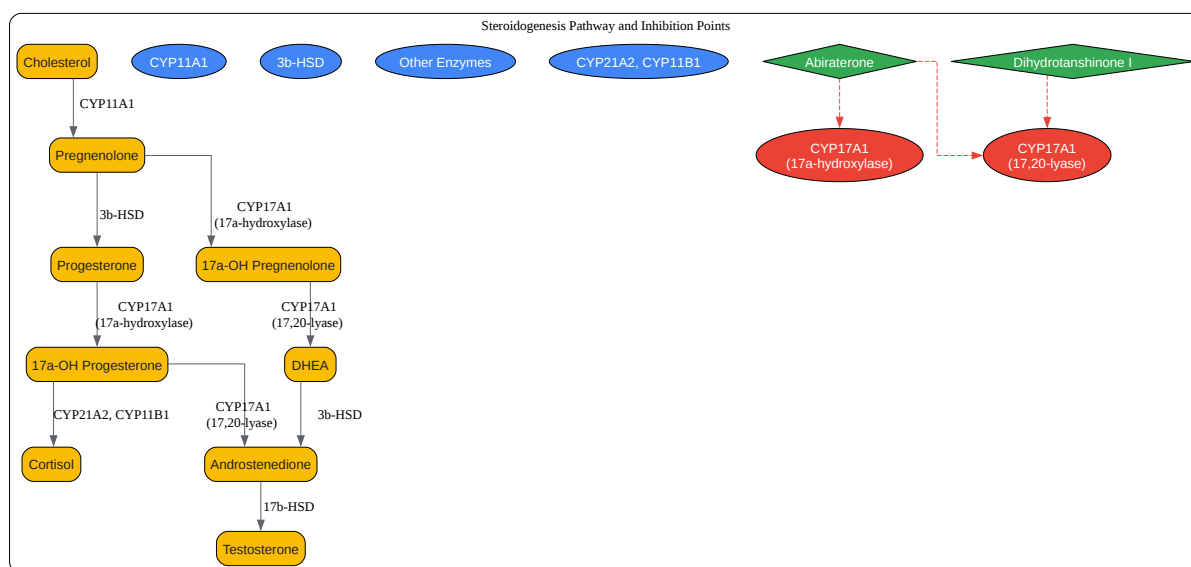 Steroidogenesis Pathway and Inhibition Points
Cholesterol
CYP11A1
3b-HSD
Other Enzymes
CYP21A2, CYP11B1
Abiraterone
Dihydrotanshinone I
CYP11A1
Pregnenolone
CYP17A1
(17a-hydroxylase)
CYP17A1
(17,20-lyase)
3b-HSD
CYP17A1
(17a-hydroxylase)
Progesterone
17a-OH Pregnenolone
CYP17A1
(17a-hydroxylase)
CYP17A1
(17,20-lyase)
17a-OH Progesterone
DHEA
CYP21A2, CYP11B1
CYP17A1
(17,20-lyase)
3b-HSD
Cortisol
Androstenedione
17b-HSD
Testosterone